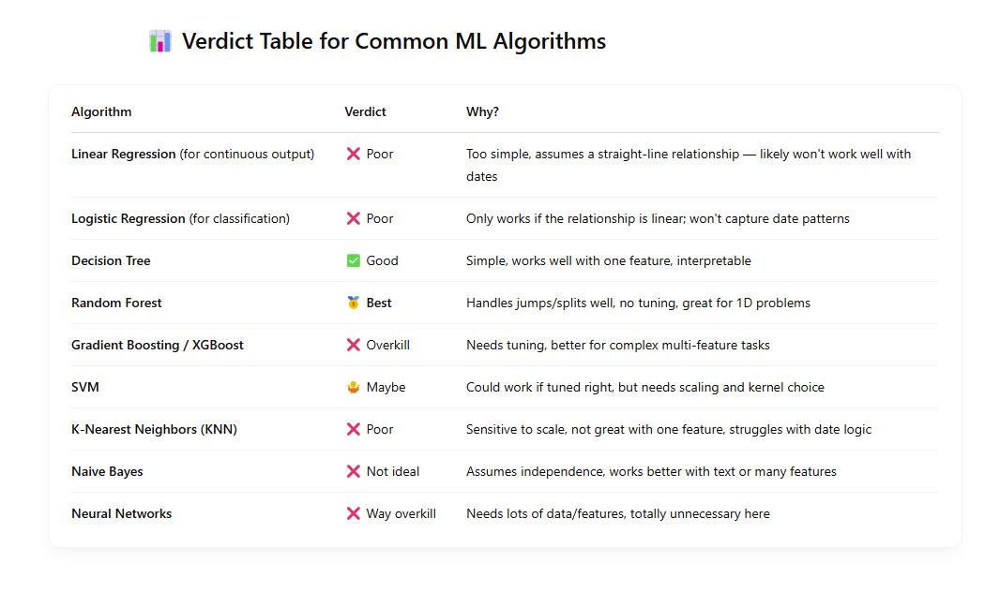 📊 Verdict Table for Common ML Algorithms
Algorithm Verdict Why?
Linear Regression (for continuous output) ❌ Poor Too simple, assumes a straight-line relationship — likely won't work well with
dates
Logistic Regression (for classification) ❌ Poor Only works if the relationship is linear; won't capture date patterns
Decision Tree ✅ Good Simple, works well with one feature, interpretable
Random Forest 🥇 Best Handles jumps/splits well, no tuning, great for 1D problems
Gradient Boosting / XGBoost ❌ Overkill Needs tuning, better for complex multi-feature tasks
SVM 🤷 Maybe Could work if tuned right, but needs scaling and kernel choice
K-Nearest Neighbors (KNN) ❌ Poor Sensitive to scale, not great with one feature, struggles with date logic
Naive Bayes ❌ Not ideal Assumes independence, works better with text or many features
Neural Networks ❌ Way overkill Needs lots of data/features, totally unnecessary here